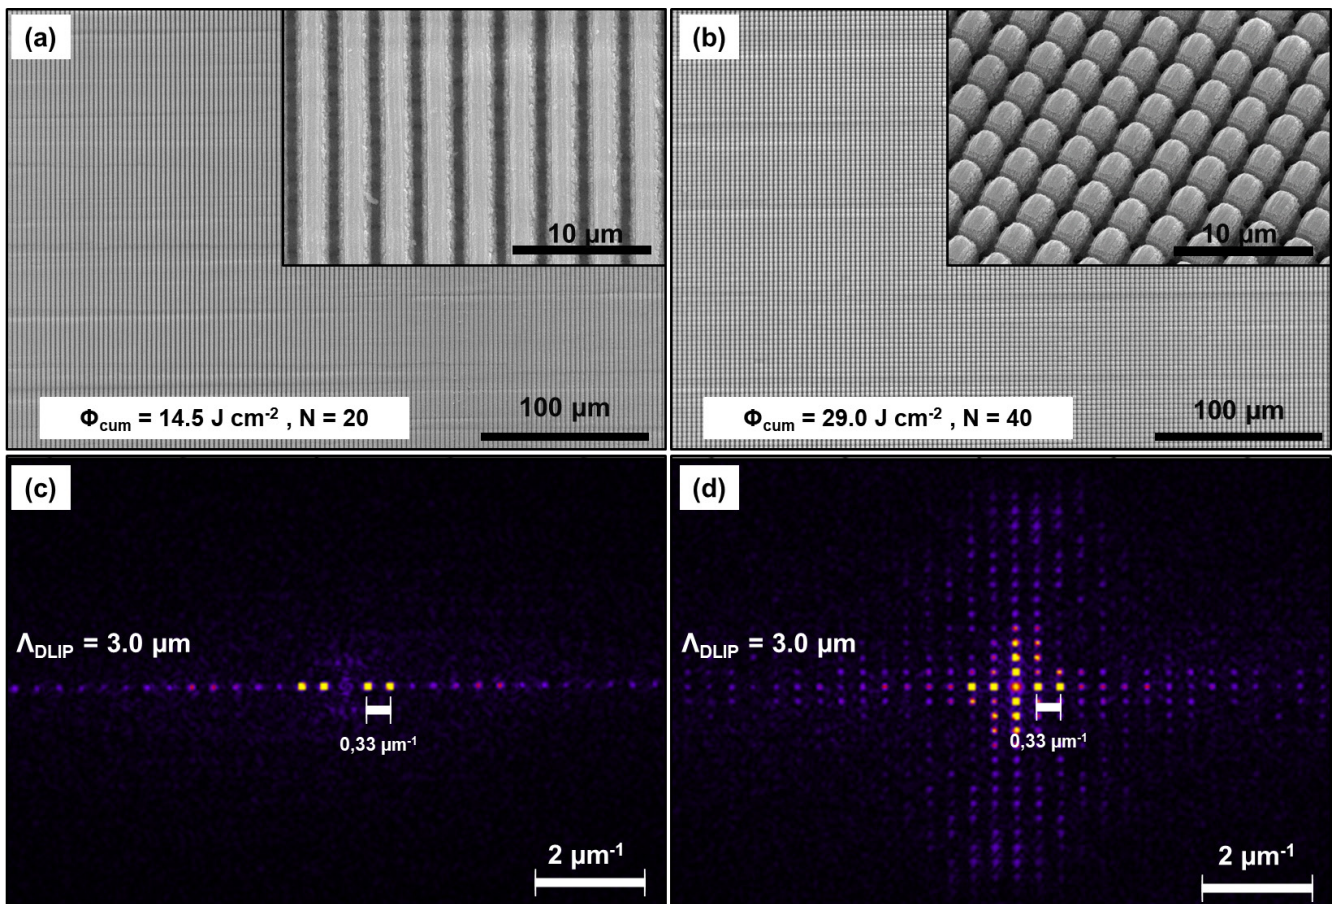 (a)
10 µm
Φcum = 14.5 J cm-2 , N = 20
100 µm
(b)
10 µm
Φcum = 29.0 J cm-2 , N = 40
100 µm
(c)
ΛDLIP = 3.0 µm
0,33 µm-1
2 µm-1
(d)
ΛDLIP = 3.0 µm
0,33 µm-1
2 µm-1